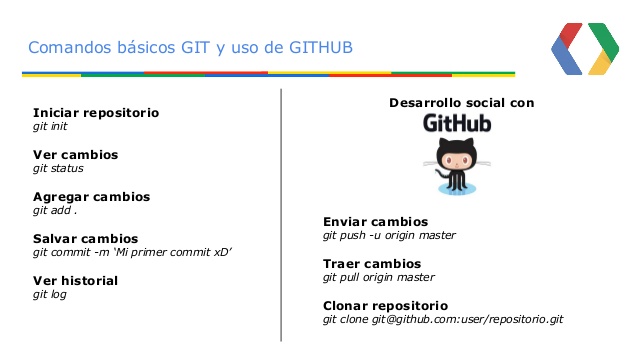 Comandos básicos GIT y uso de GITHUB
Iniciar repositorio
git init
Ver cambios
git status
Agregar cambios
git add .
Salvar cambios
git commit -m ‘Mi primer commit xD’
Ver historial
git log
Desarrollo social con
GitHub
Enviar cambios
git push -u origin master
Traer cambios
git pull origin master
Clonar repositorio
git clone git@github.com:user/repositorio.git